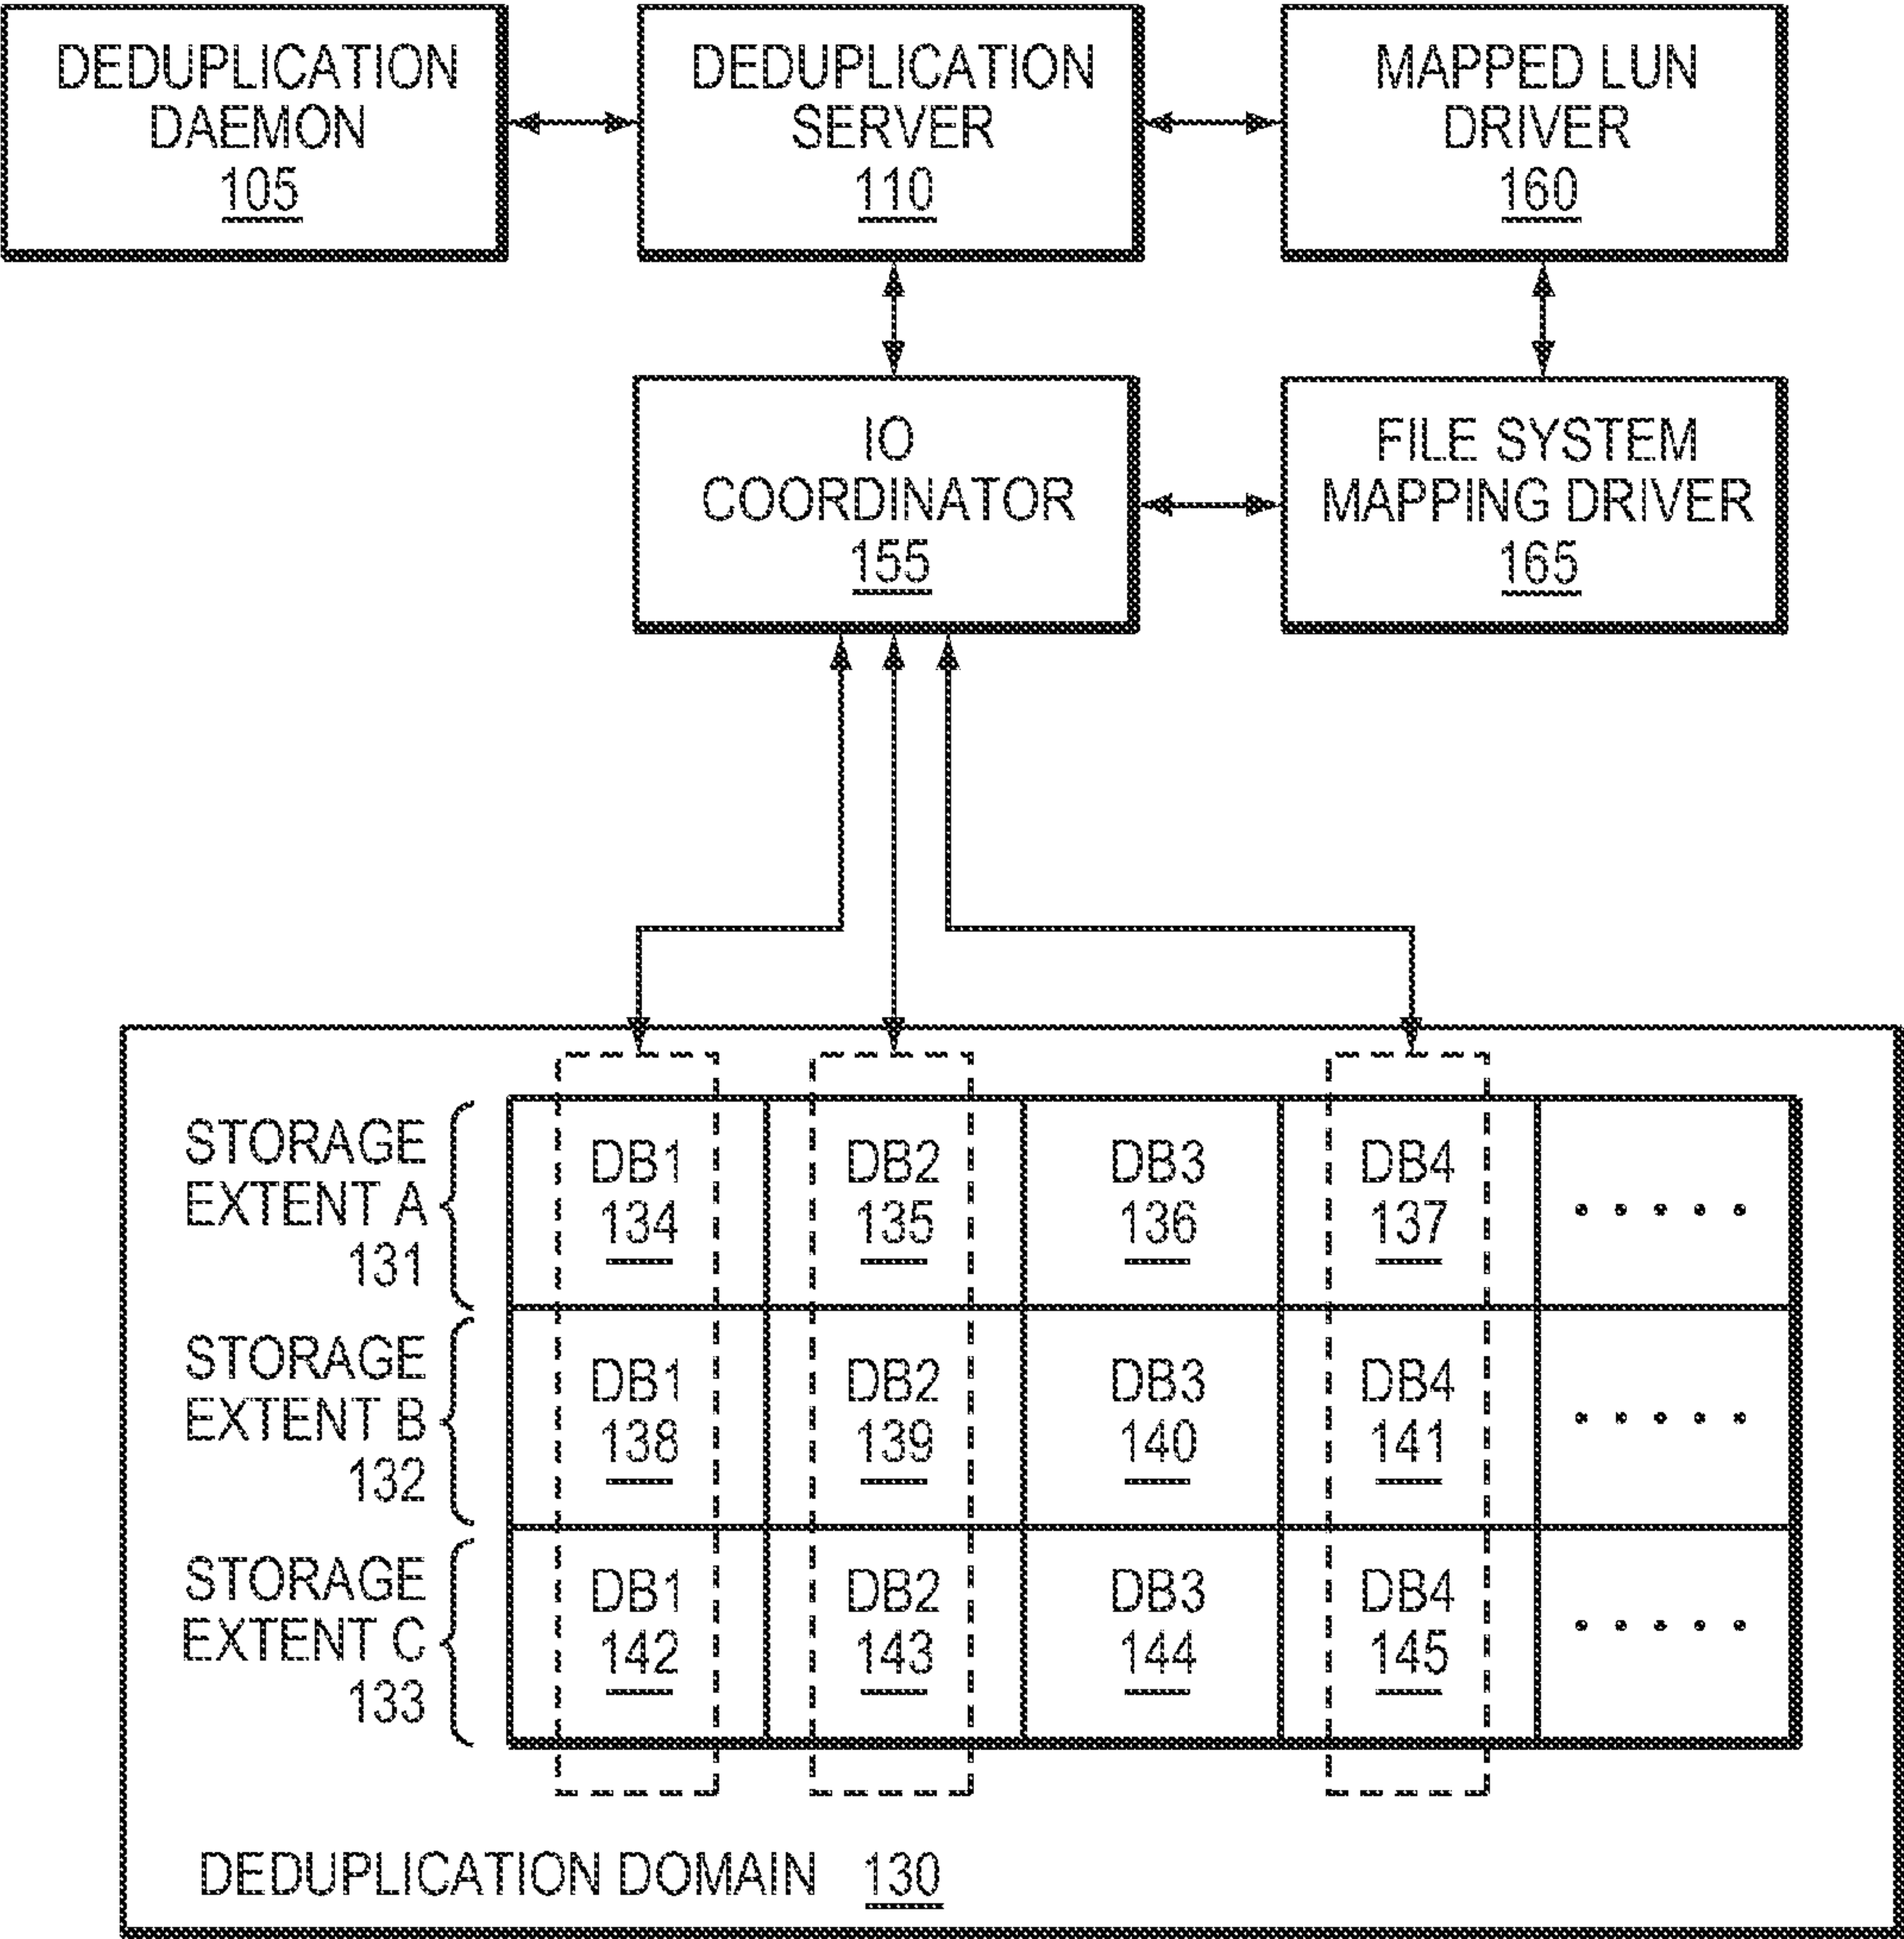 DEDUPLICATION
DAEMON
105
DEDUPLICATION
SERVER
110
MAPPED LUN
DRIVER
160
IO
COORDINATOR
155
FILE SYSTEM
MAPPING DRIVER
165
STORAGE
EXTENT A
131
DB1
134
DB2
135
DB3
136
DB4
137
.....
STORAGE
EXTENT B
132
DB1
138
DB2
139
DB3
140
DB4
141
.....
STORAGE
EXTENT C
133
DB1
142
DB2
143
DB3
144
DB4
145
.....
DEDUPLICATION DOMAIN 130